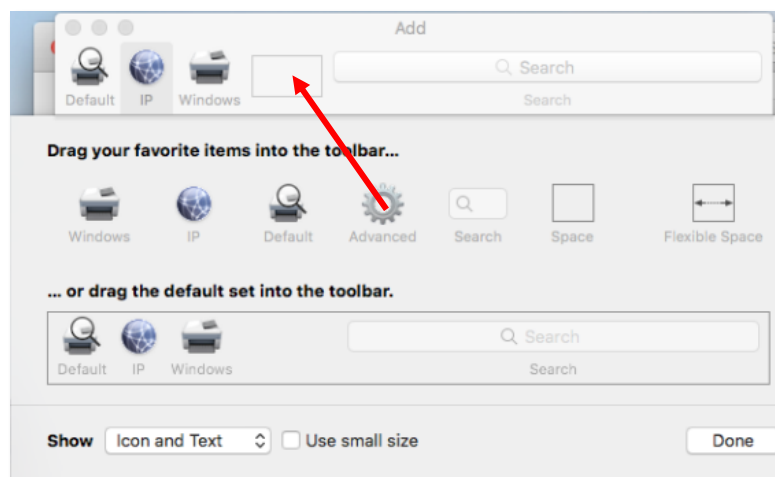 Add
Search
Default IP Windows Search
Drag your favorite items into the toolbar...
Windows IP Default Advanced Search Space Flexible Space
... or drag the default set into the toolbar.
Search
Default IP Windows Search
Show Icon and Text Use small size Done